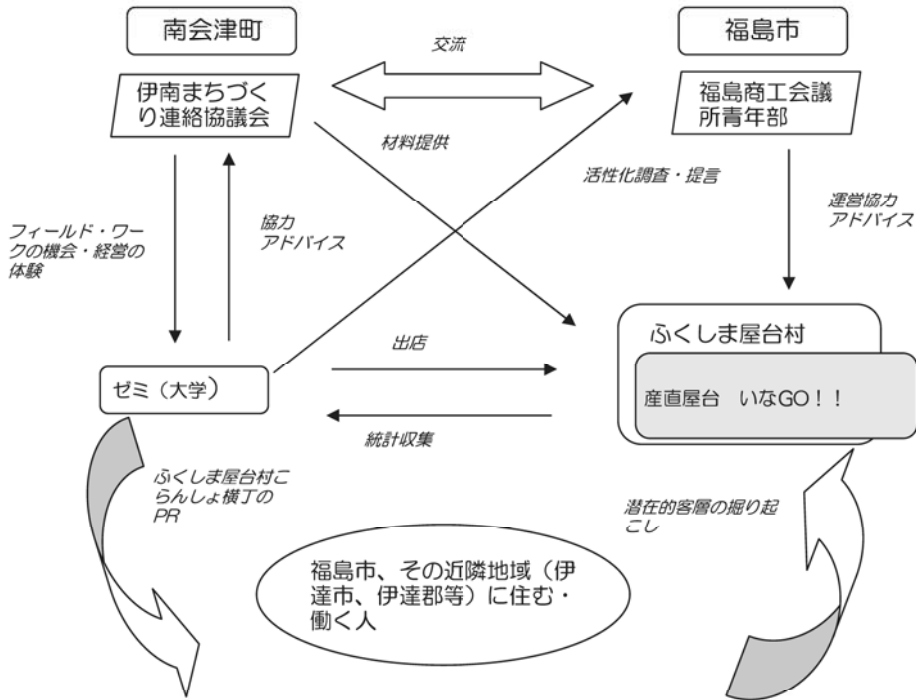 南会津町
福島市
交流
伊南まちづく
り連絡協議会
福島商工会議
所青年部
材料提供
活性化調査・提言
運営協力
アドバイス
フィールド・ワー
クの機会・経営の
体験
協力
アドバイス
ふくしま屋台村
出店
ゼミ(大学)
産直屋台 いなGO!!
統計収集
ふくしま屋台村こ
らんしょ横丁の
PR
潜在的客層の掘り起
こし
福島市、その近隣地域(伊
達市、伊達郡等)に住む・
働く人